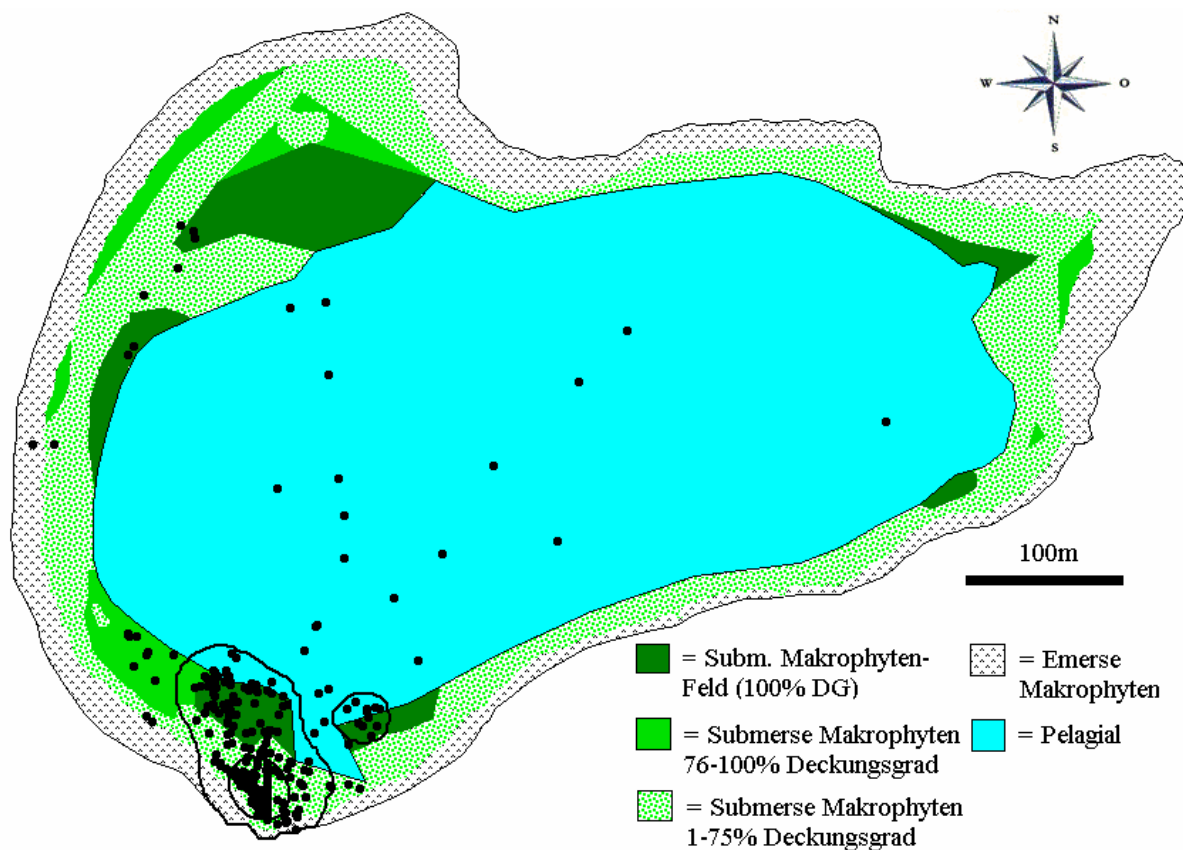 N
W
O
S
100m
= Subm. Makrophyten-
Feld (100% DG)
= Emerse
Makrophyten
= Submerse Makrophyten
76-100% Deckungsgrad
= Pelagial
= Submerse Makrophyten
1-75% Deckungsgrad